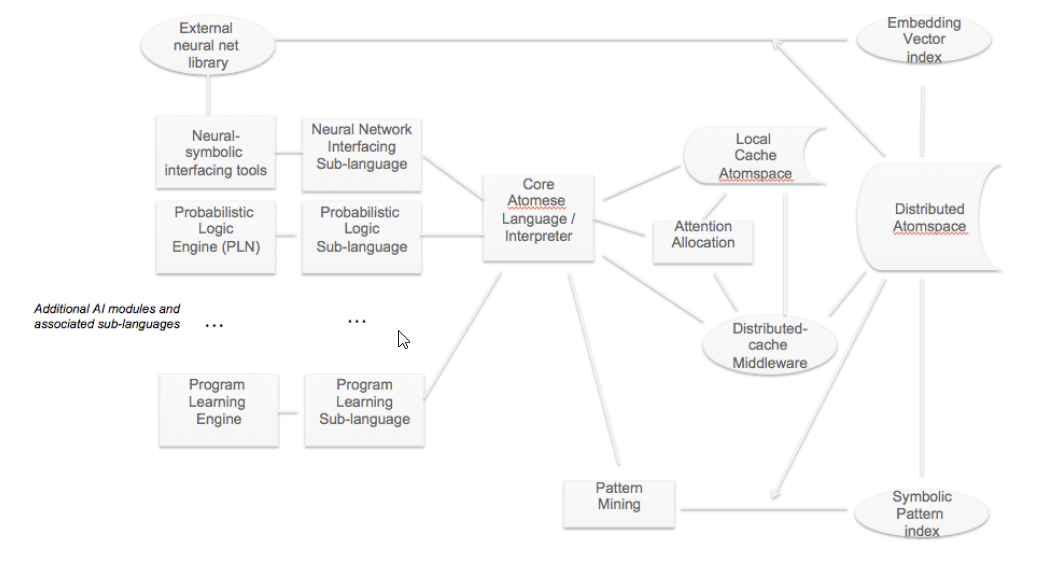 External
neural net
library
Embedding
Vector
index
Neural-
symbolic
interfacing tools
Neural Network
Interfacing
Sub-language
Local
Cache
Atomspace
Core
Atomese
Language /
Interpreter
Probabilistic
Logic
Engine (PLN)
Probabilistic
Logic
Sub-language
Attention
Allocation
Distributed
Atomspace
Additional AI modules and
associated sub-languages
...
...
Distributed-
cache
Middleware
Program
Learning
Engine
Program
Learning
Sub-language
Pattern
Mining
Symbolic
Pattern
index